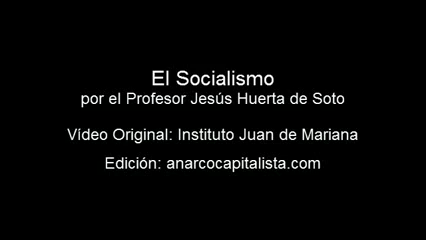 El Socialismo
por el Profesor Jesús Huerta de Soto
Vídeo Original: Instituto Juan de Mariana
Edición: anarcocapitalista.com